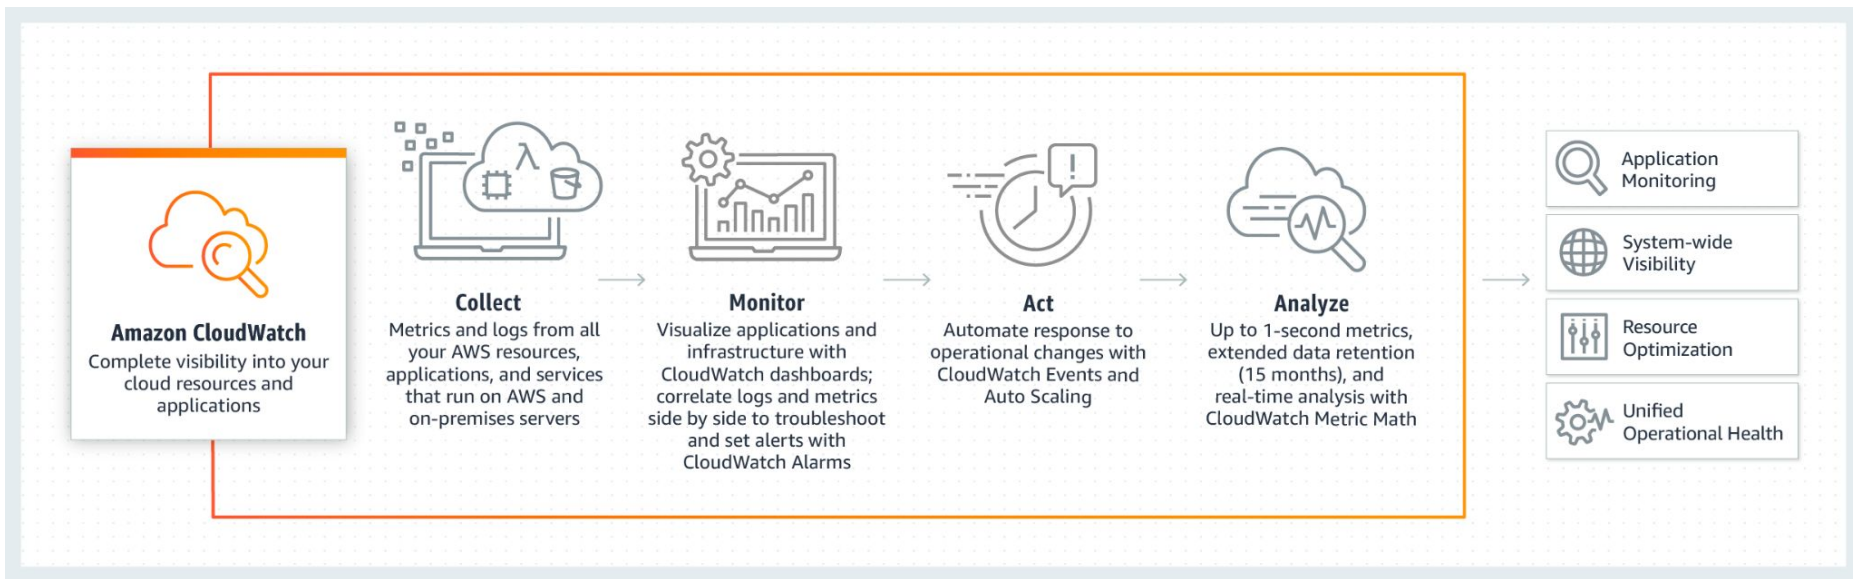 Amazon CloudWatch
Complete visibility into your
cloud resources and
applications
Collect
Metrics and logs from all
your AWS resources,
applications, and services
that run on AWS and
on-premises servers
Monitor
Visualize applications and
infrastructure with
CloudWatch dashboards;
correlate logs and metrics
side by side to troubleshoot
and set alerts with
CloudWatch Alarms
Act
Automate response to
operational changes with
CloudWatch Events and
Auto Scaling
Analyze
Up to 1-second metrics,
extended data retention
(15 months), and
real-time analysis with
CloudWatch Metric Math
Application
Monitoring
System-wide
Visibility
Resource
Optimization
Unified
Operational Health